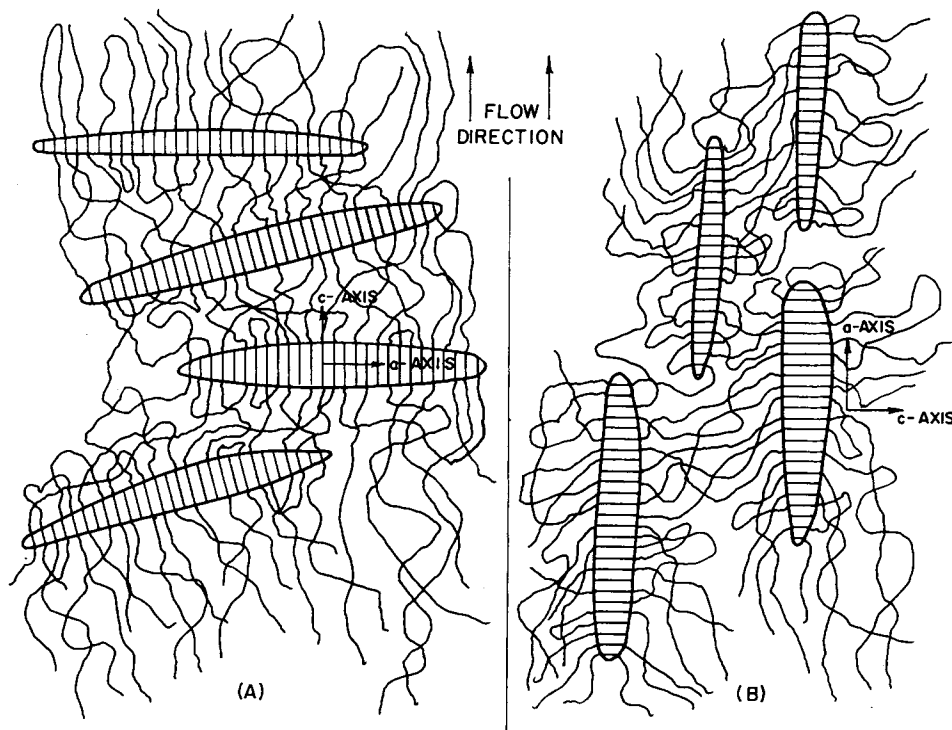 FLOW
DIRECTION
c-AXIS
a-AXIS
(A)
a-AXIS
c-AXIS
(B)